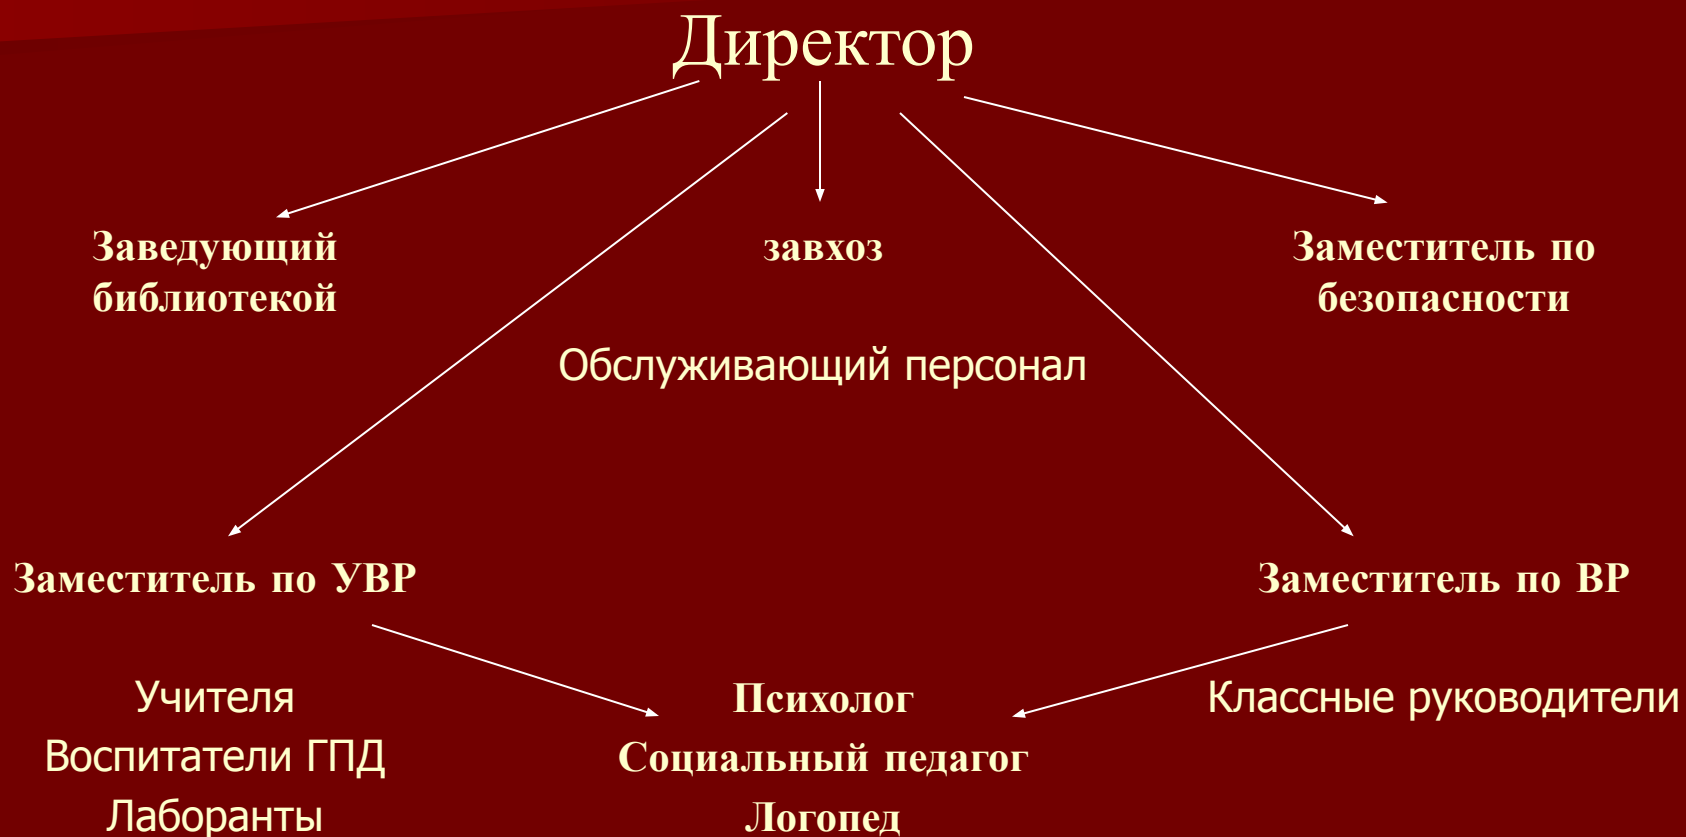 Директор
Заведующий
библиотекой
завхоз
Заместитель по
безопасности
Обслуживающий персонал
Заместитель по УВР
Заместитель по ВР
Учителя
Воспитатели ГПД
Лаборанты
Психолог
Социальный педагог
Логопед
Классные руководители